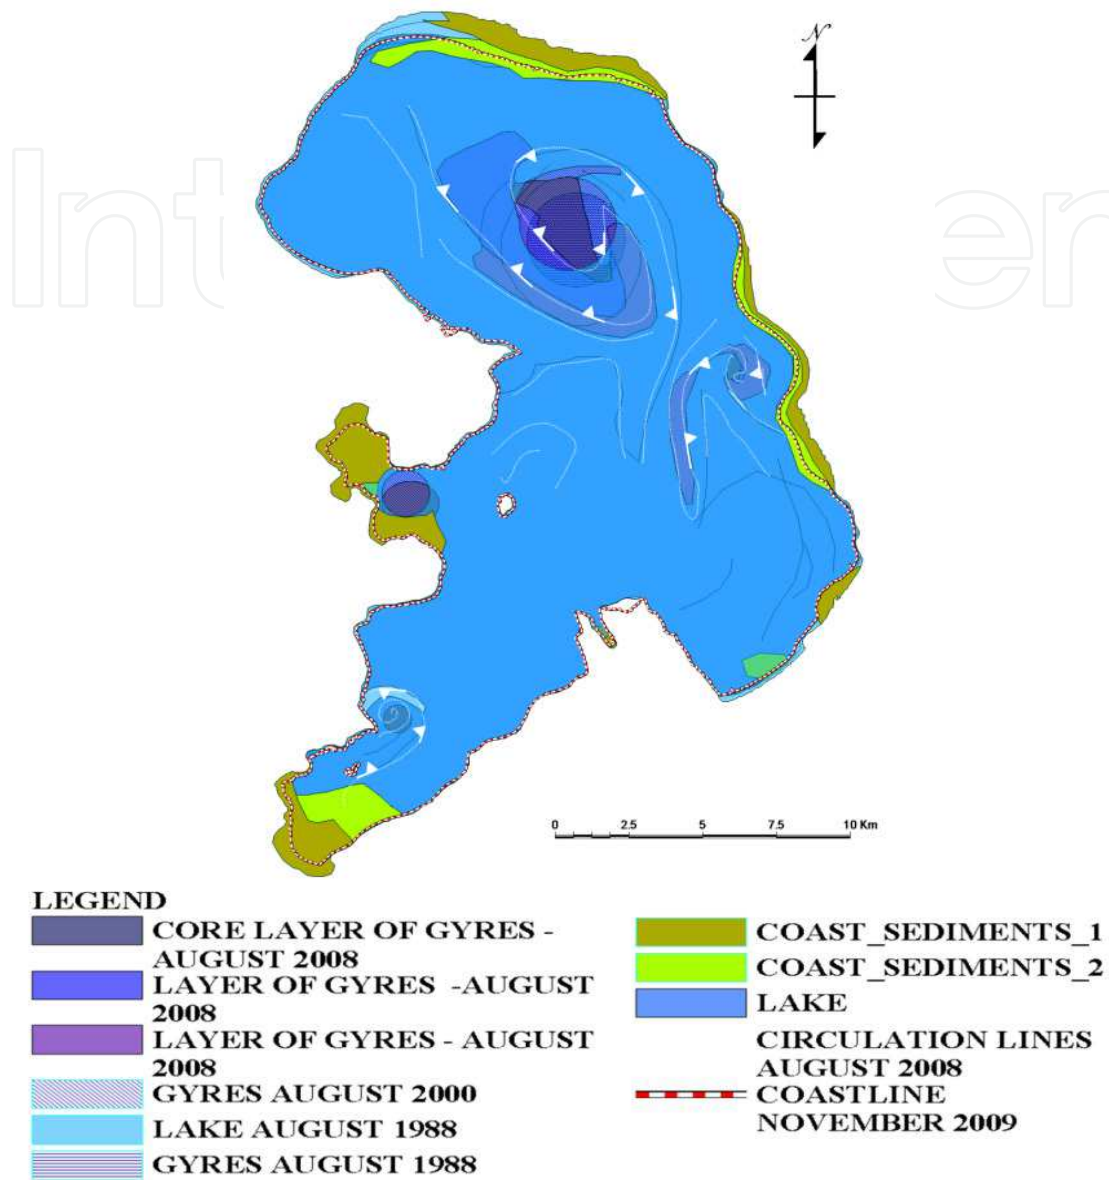 Int
er
N
0 2.5 5 7.5 10 Km
LEGEND
CORE LAYER OF GYRES -
AUGUST 2008
LAYER OF GYRES -AUGUST
2008
LAYER OF GYRES - AUGUST
2008
GYRES AUGUST 2000
LAKE AUGUST 1988
GYRES AUGUST 1988
COAST_SEDIMENTS_1
COAST_SEDIMENTS_2
LAKE
CIRCULATION LINES
AUGUST 2008
COASTLINE
NOVEMBER 2009